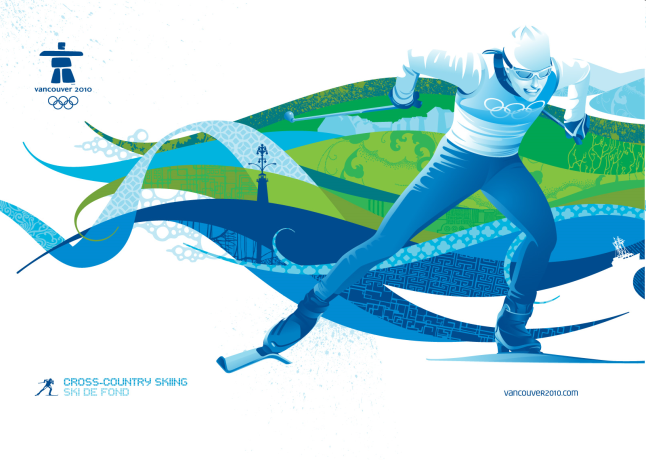 vancouver 2010
CROSS-COUNTRY SKIING
SKI DE FOND
vancouver2010.com